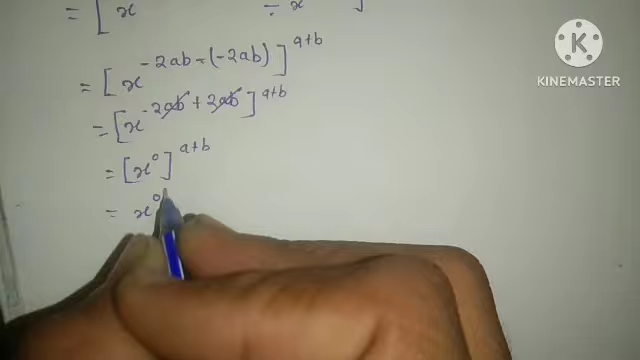 = [ x ÷ x ]
= [ x^{-2ab-(-2ab)} ]^{a+b}
= [ x^{-2ab+2ab} ]^{a+b}
= [ x^0 ]^{a+b}
= x^0
K
KINEMASTER